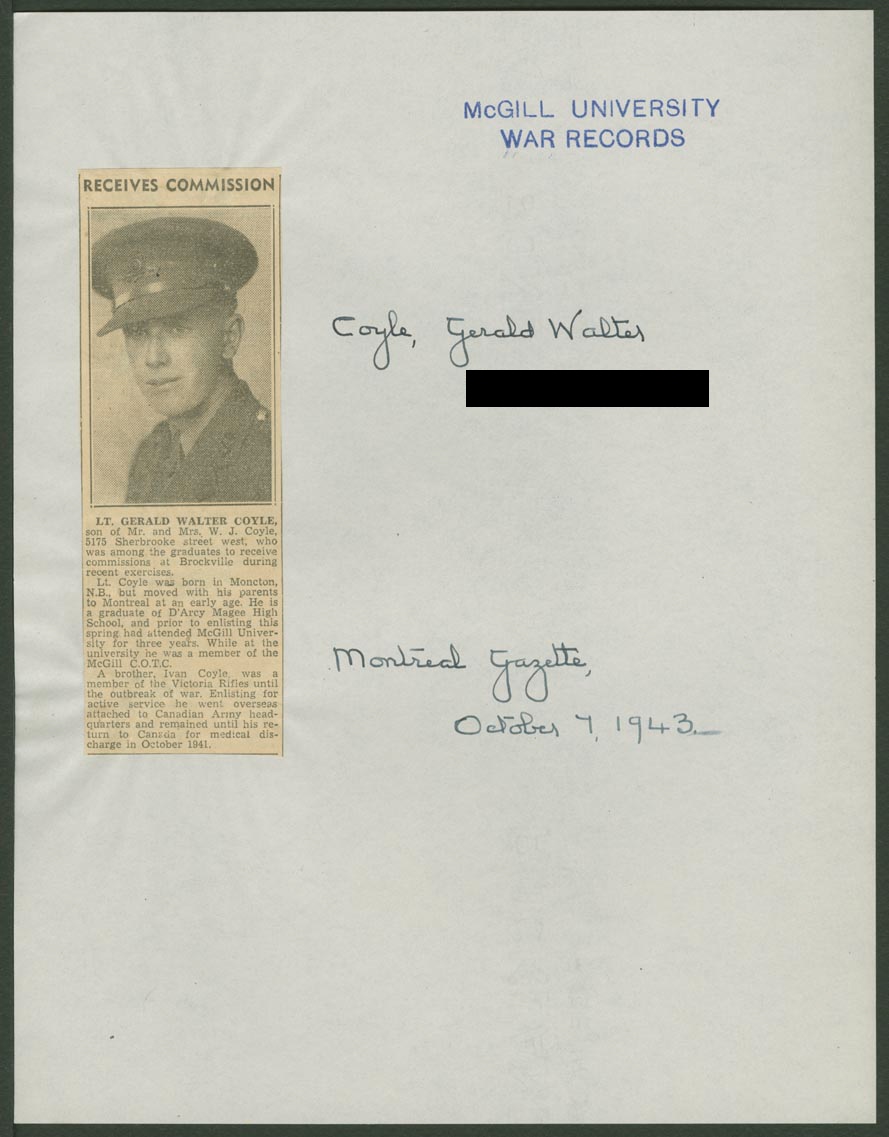 McGILL UNIVERSITY
WAR RECORDS
RECEIVES COMMISSION
LT. GERALD WALTER COYLE,
son of Mr. and Mrs. W. J. Coyle,
5175 Sherbrooke street west, who
was among the graduates to receive
commissions at Brockville during
recent exercises.
Lt. Coyle was born in Moncton,
N.B., but moved with his parents
to Montreal at an early age. He is
a graduate of D'Arcy Magee High
School, and prior to enlisting this
spring had attended McGill Univer-
sity for three years. While at the
university he was a member of the
McGill C.O.T.C.
A brother, Ivan Coyle, was a
member of the Victoria Rifles until
the outbreak of war. Enlisting for
active service he went overseas
attached to Canadian Army head-
quarters and remained until his re-
turn to Canada for medical dis-
charge in October 1941.
Coyle, Gerald Walter
Montreal Gazette,
October 7, 1943.